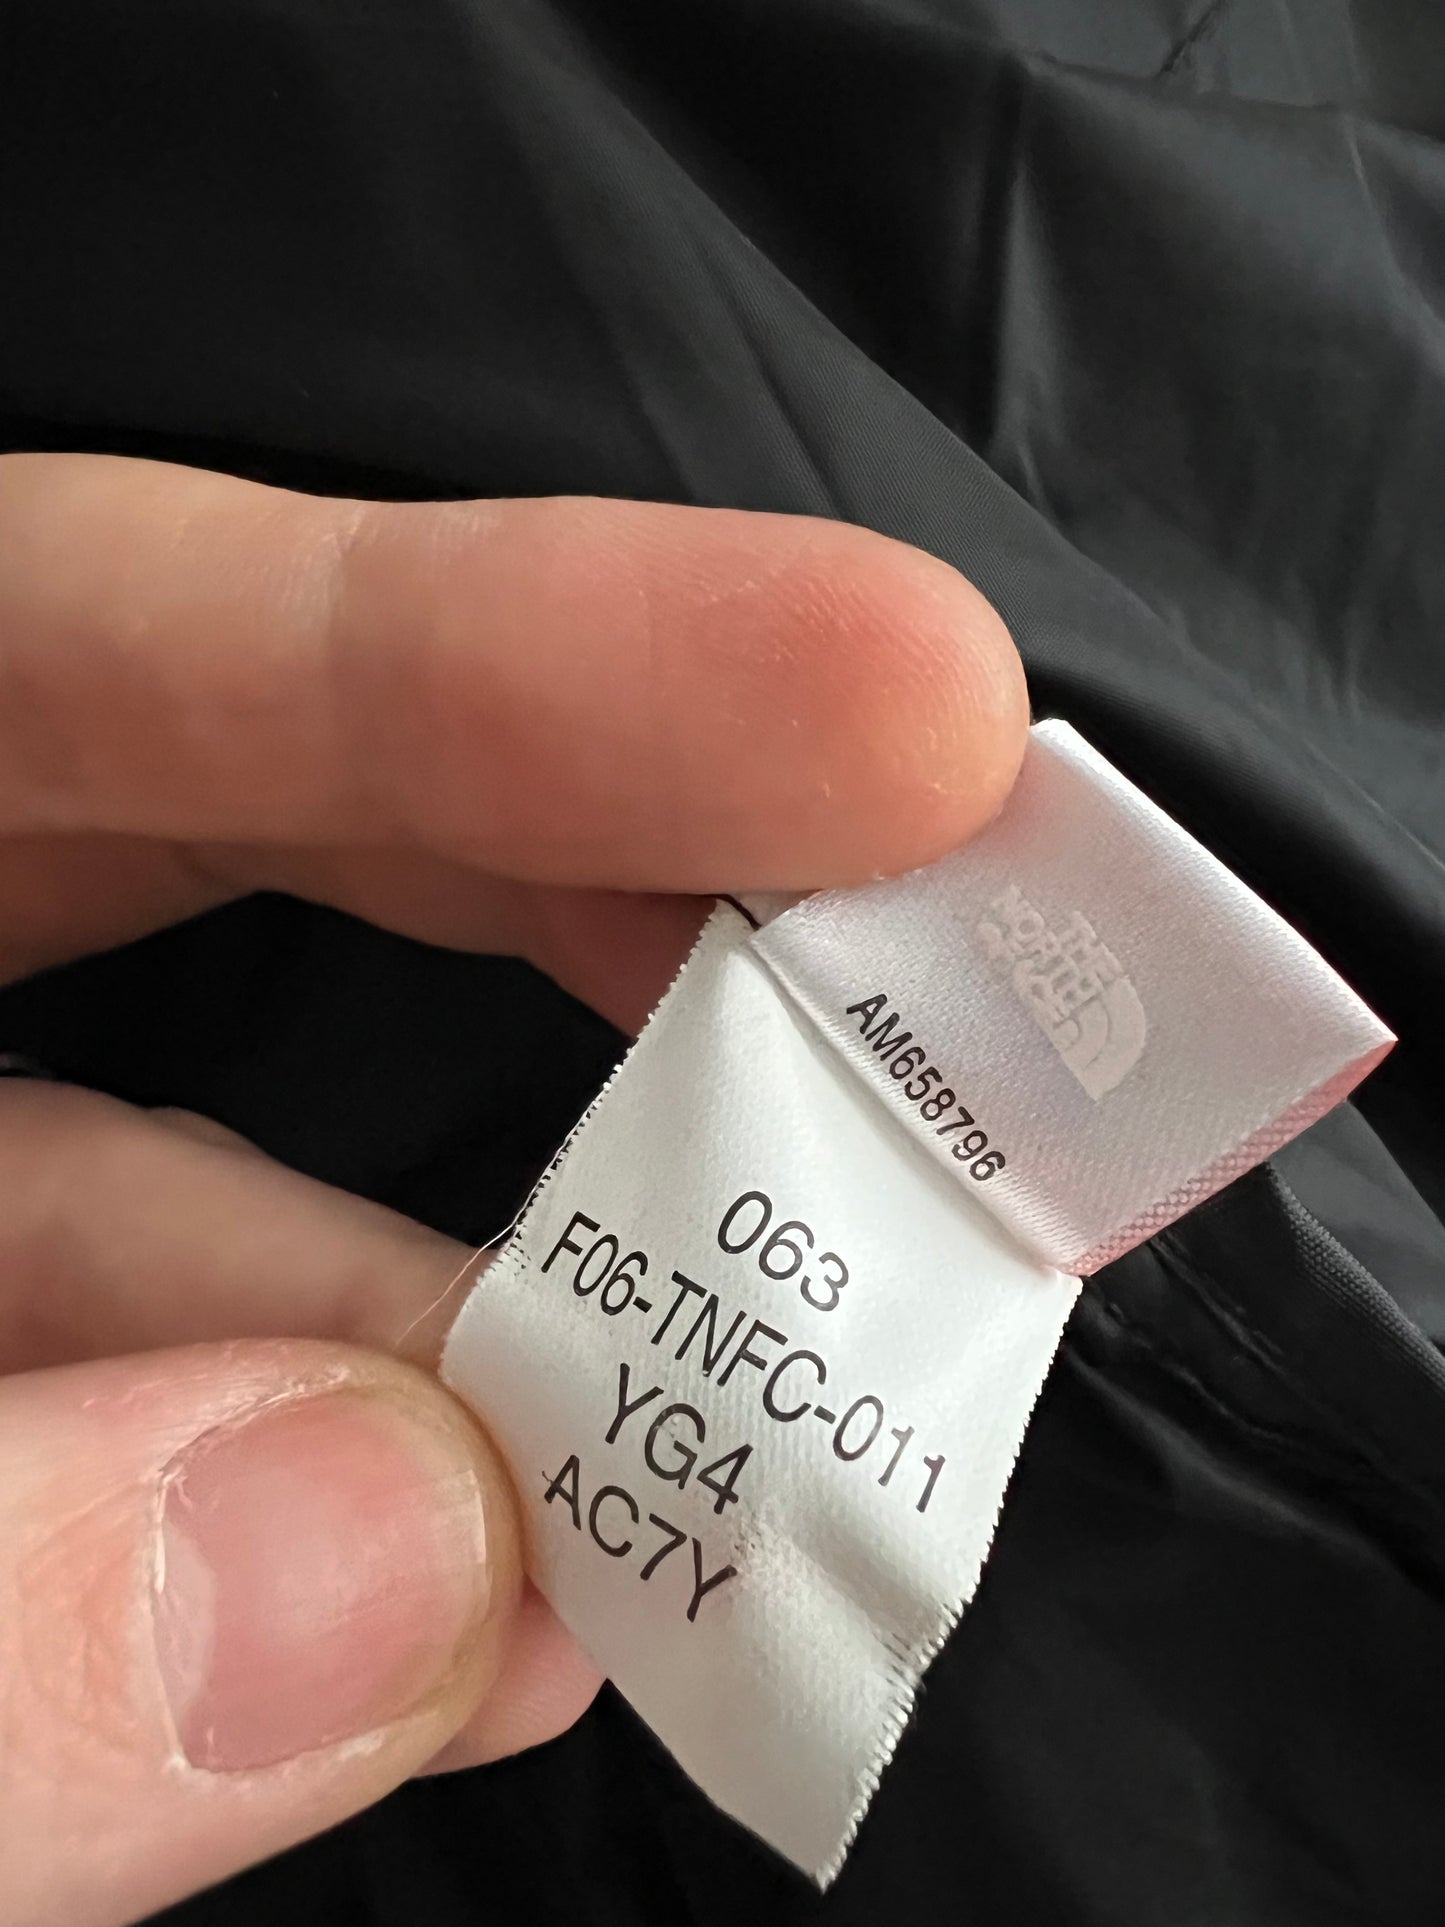 THE
NORTH
FACE
AM658796
063
F06-TNFC-011
YG4
AC7Y